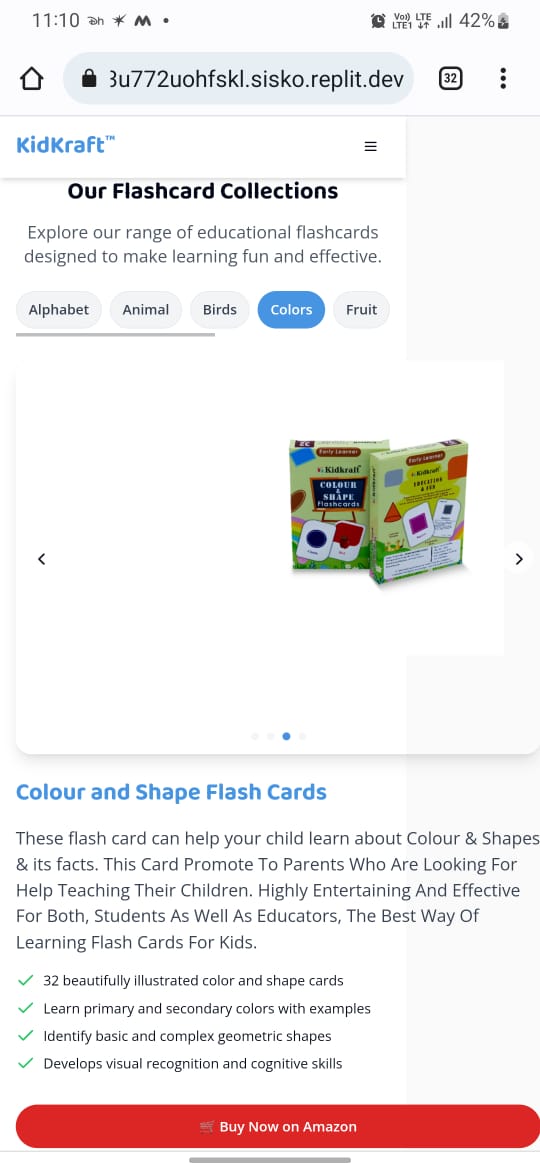 11:10
Vo)) LTE
LTE1
42%
3u772uohfskl.sisko.replit.dev
32
KidKraft™
Our Flashcard Collections
Explore our range of educational flashcards
designed to make learning fun and effective.
Alphabet
Animal
Birds
Colors
Fruit
Early Learner
Kidkraft
COLOUR
&
SHAPE
Flashcards
Early Learner
Kidkraft
EDUCATION
& FUN
Colour and Shape Flash Cards
These flash card can help your child learn about Colour & Shapes
& its facts. This Card Promote To Parents Who Are Looking For
Help Teaching Their Children. Highly Entertaining And Effective
For Both, Students As Well As Educators, The Best Way Of
Learning Flash Cards For Kids.
32 beautifully illustrated color and shape cards
Learn primary and secondary colors with examples
Identify basic and complex geometric shapes
Develops visual recognition and cognitive skills
Buy Now on Amazon